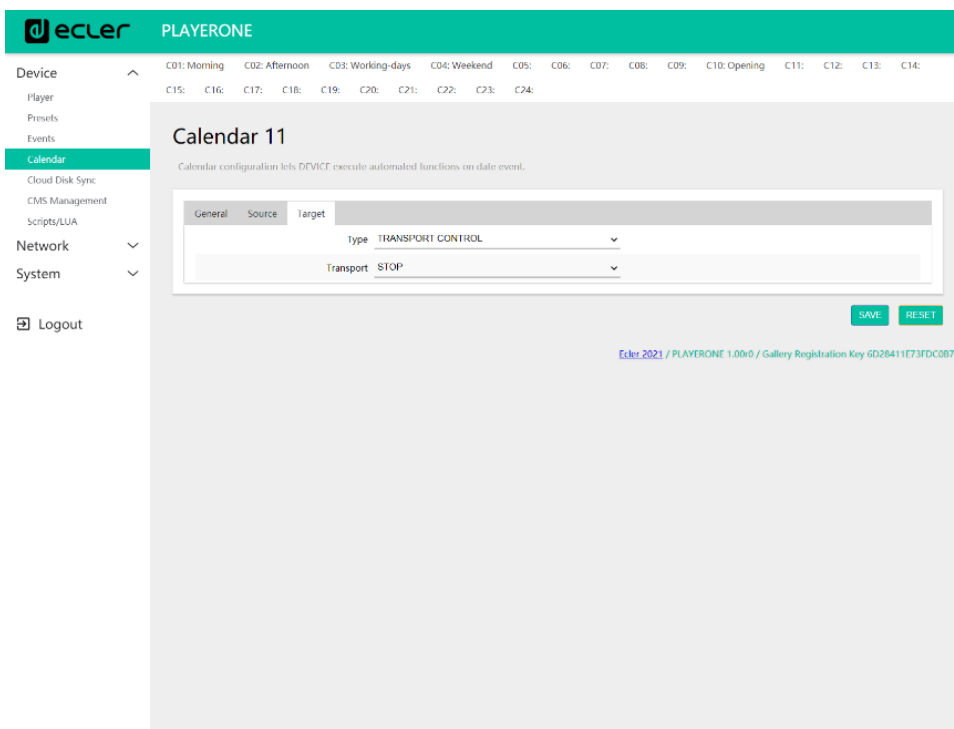 ecler
PLAYERONE
Device
Player
Presets
Events
Calendar
Cloud Disk Sync
CMS Management
Scripts/LUA
Network
System
Logout
C01: Morning C02: Afternoon C03: Working-days C04: Weekend C05: C06: C07: C08: C09: C10: Opening C11: C12: C13: C14:
C15: C16: C17: C18: C19: C20: C21: C22: C23: C24:
Calendar 11
Calendar configuration lets DEVICE execute automated functions on date event.
General Source Target
Type TRANSPORT CONTROL
Transport STOP
SAVE RESET
Ecler 2021 / PLAYERONE 1.00r0 / Gallery Registration Key 6D28411E73FDC0B7